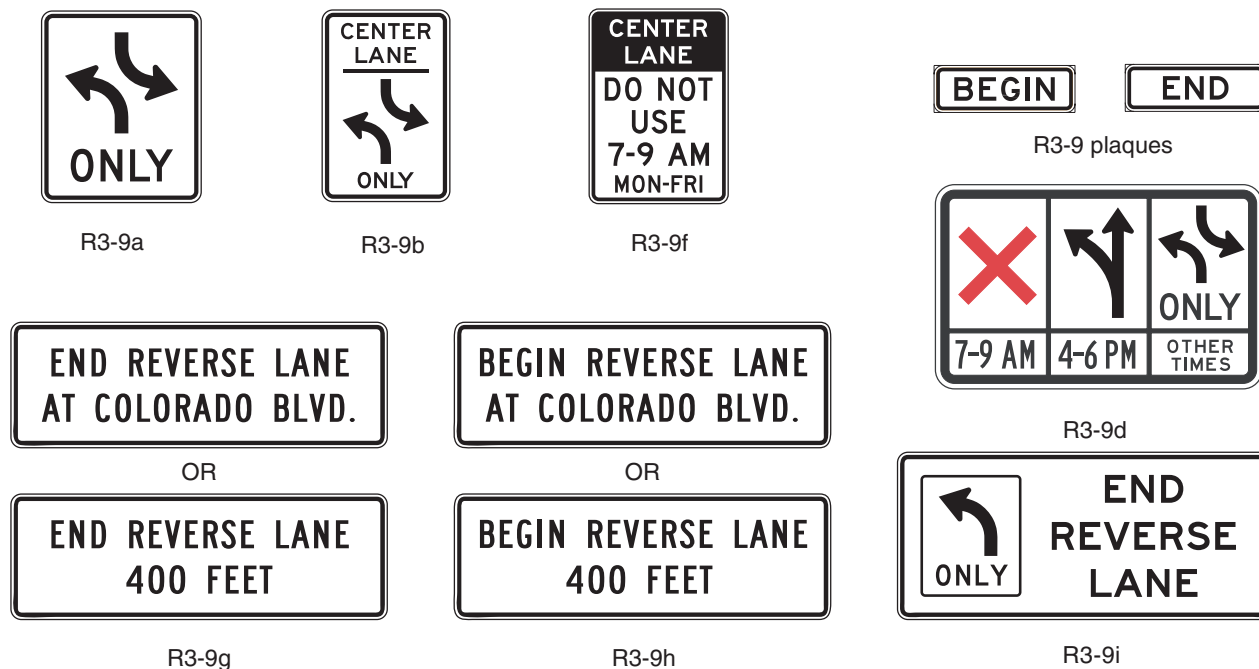 ONLY
R3-9a
CENTER
LANE
ONLY
R3-9b
CENTER
LANE
DO NOT
USE
7-9 AM
MON-FRI
R3-9f
BEGIN
END
R3-9 plaques
7-9 AM
4-6 PM
ONLY
OTHER
TIMES
R3-9d
END REVERSE LANE
AT COLORADO BLVD.
OR
END REVERSE LANE
400 FEET
R3-9g
BEGIN REVERSE LANE
AT COLORADO BLVD.
OR
BEGIN REVERSE LANE
400 FEET
R3-9h
ONLY
END
REVERSE
LANE
R3-9i